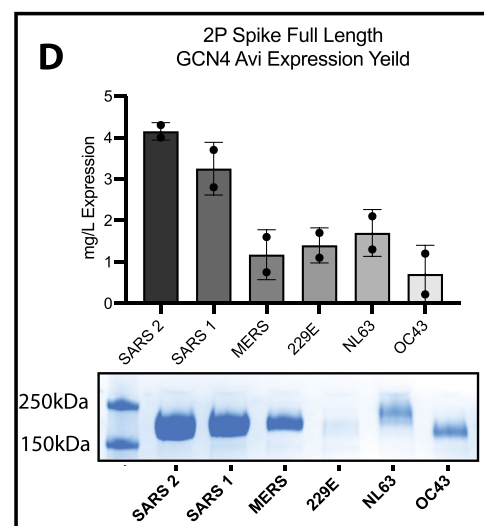 D
2P Spike Full Length
GCN4 Avi Expression Yeild
mg/L Expression
5
4
3
2
1
0
SARS 2
SARS 1
MERS
229E
NL63
OC43
250kDa
150kDa
SARS 2
SARS 1
MERS
229E
NL63
OC43